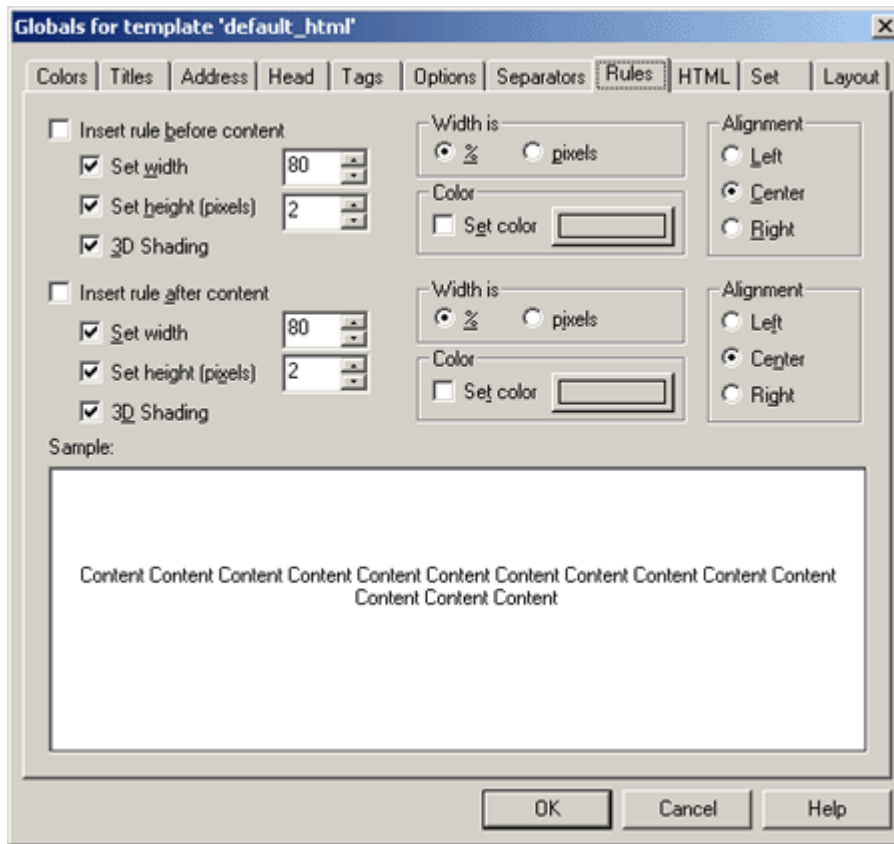 Globals for template 'default_html'
Colors Titles Address Head Tags Options Separators Rules HTML Set Layout
Insert rule before content
Set width 80
Set height (pixels) 2
3D Shading
Width is
% pixels
Color
Set color
Alignment
Left
Center
Right
Insert rule after content
Set width 80
Set height (pixels) 2
3D Shading
Width is
% pixels
Color
Set color
Alignment
Left
Center
Right
Sample:
Content Content Content Content Content Content Content Content Content Content Content
Content Content Content
OK Cancel Help